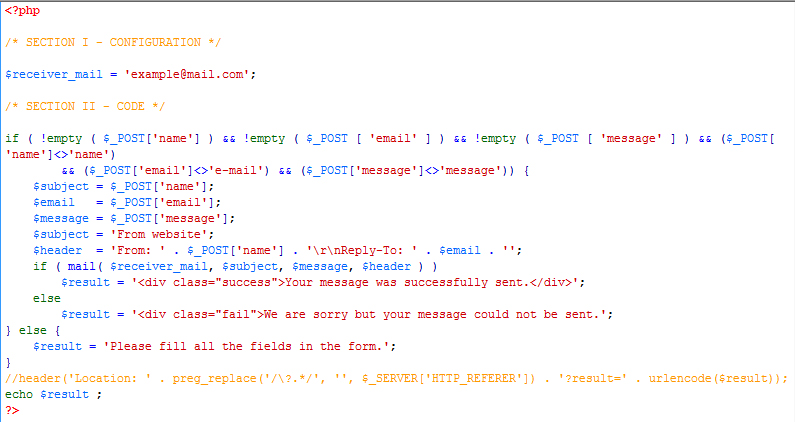 <?php
/* SECTION I - CONFIGURATION */
$receiver_mail = 'example@mail.com';
/* SECTION II - CODE */
if ( !empty ( $_POST['name'] ) && !empty ( $_POST [ 'email' ] ) && !empty ( $_POST [ 'message' ] ) && ($_POST[
'name']<>'name')
&& ($_POST['email']<>'e-mail') && ($_POST['message']<>'message')) {
$subject = $_POST['name'];
$email   = $_POST['email'];
$message = $_POST['message'];
$subject = 'From website';
$header  = 'From: ' . $_POST['name'] . '\r\nReply-To: ' . $email . '';
if ( mail( $receiver_mail, $subject, $message, $header ) )
$result = '<div class="success">Your message was successfully sent.</div>';
else
$result = '<div class="fail">We are sorry but your message could not be sent.';
} else {
$result = 'Please fill all the fields in the form.';
}
//header('Location: ' . preg_replace('/\?.*/', '', $_SERVER['HTTP_REFERER']) . '?result=' . urlencode($result));
echo $result ;
?>